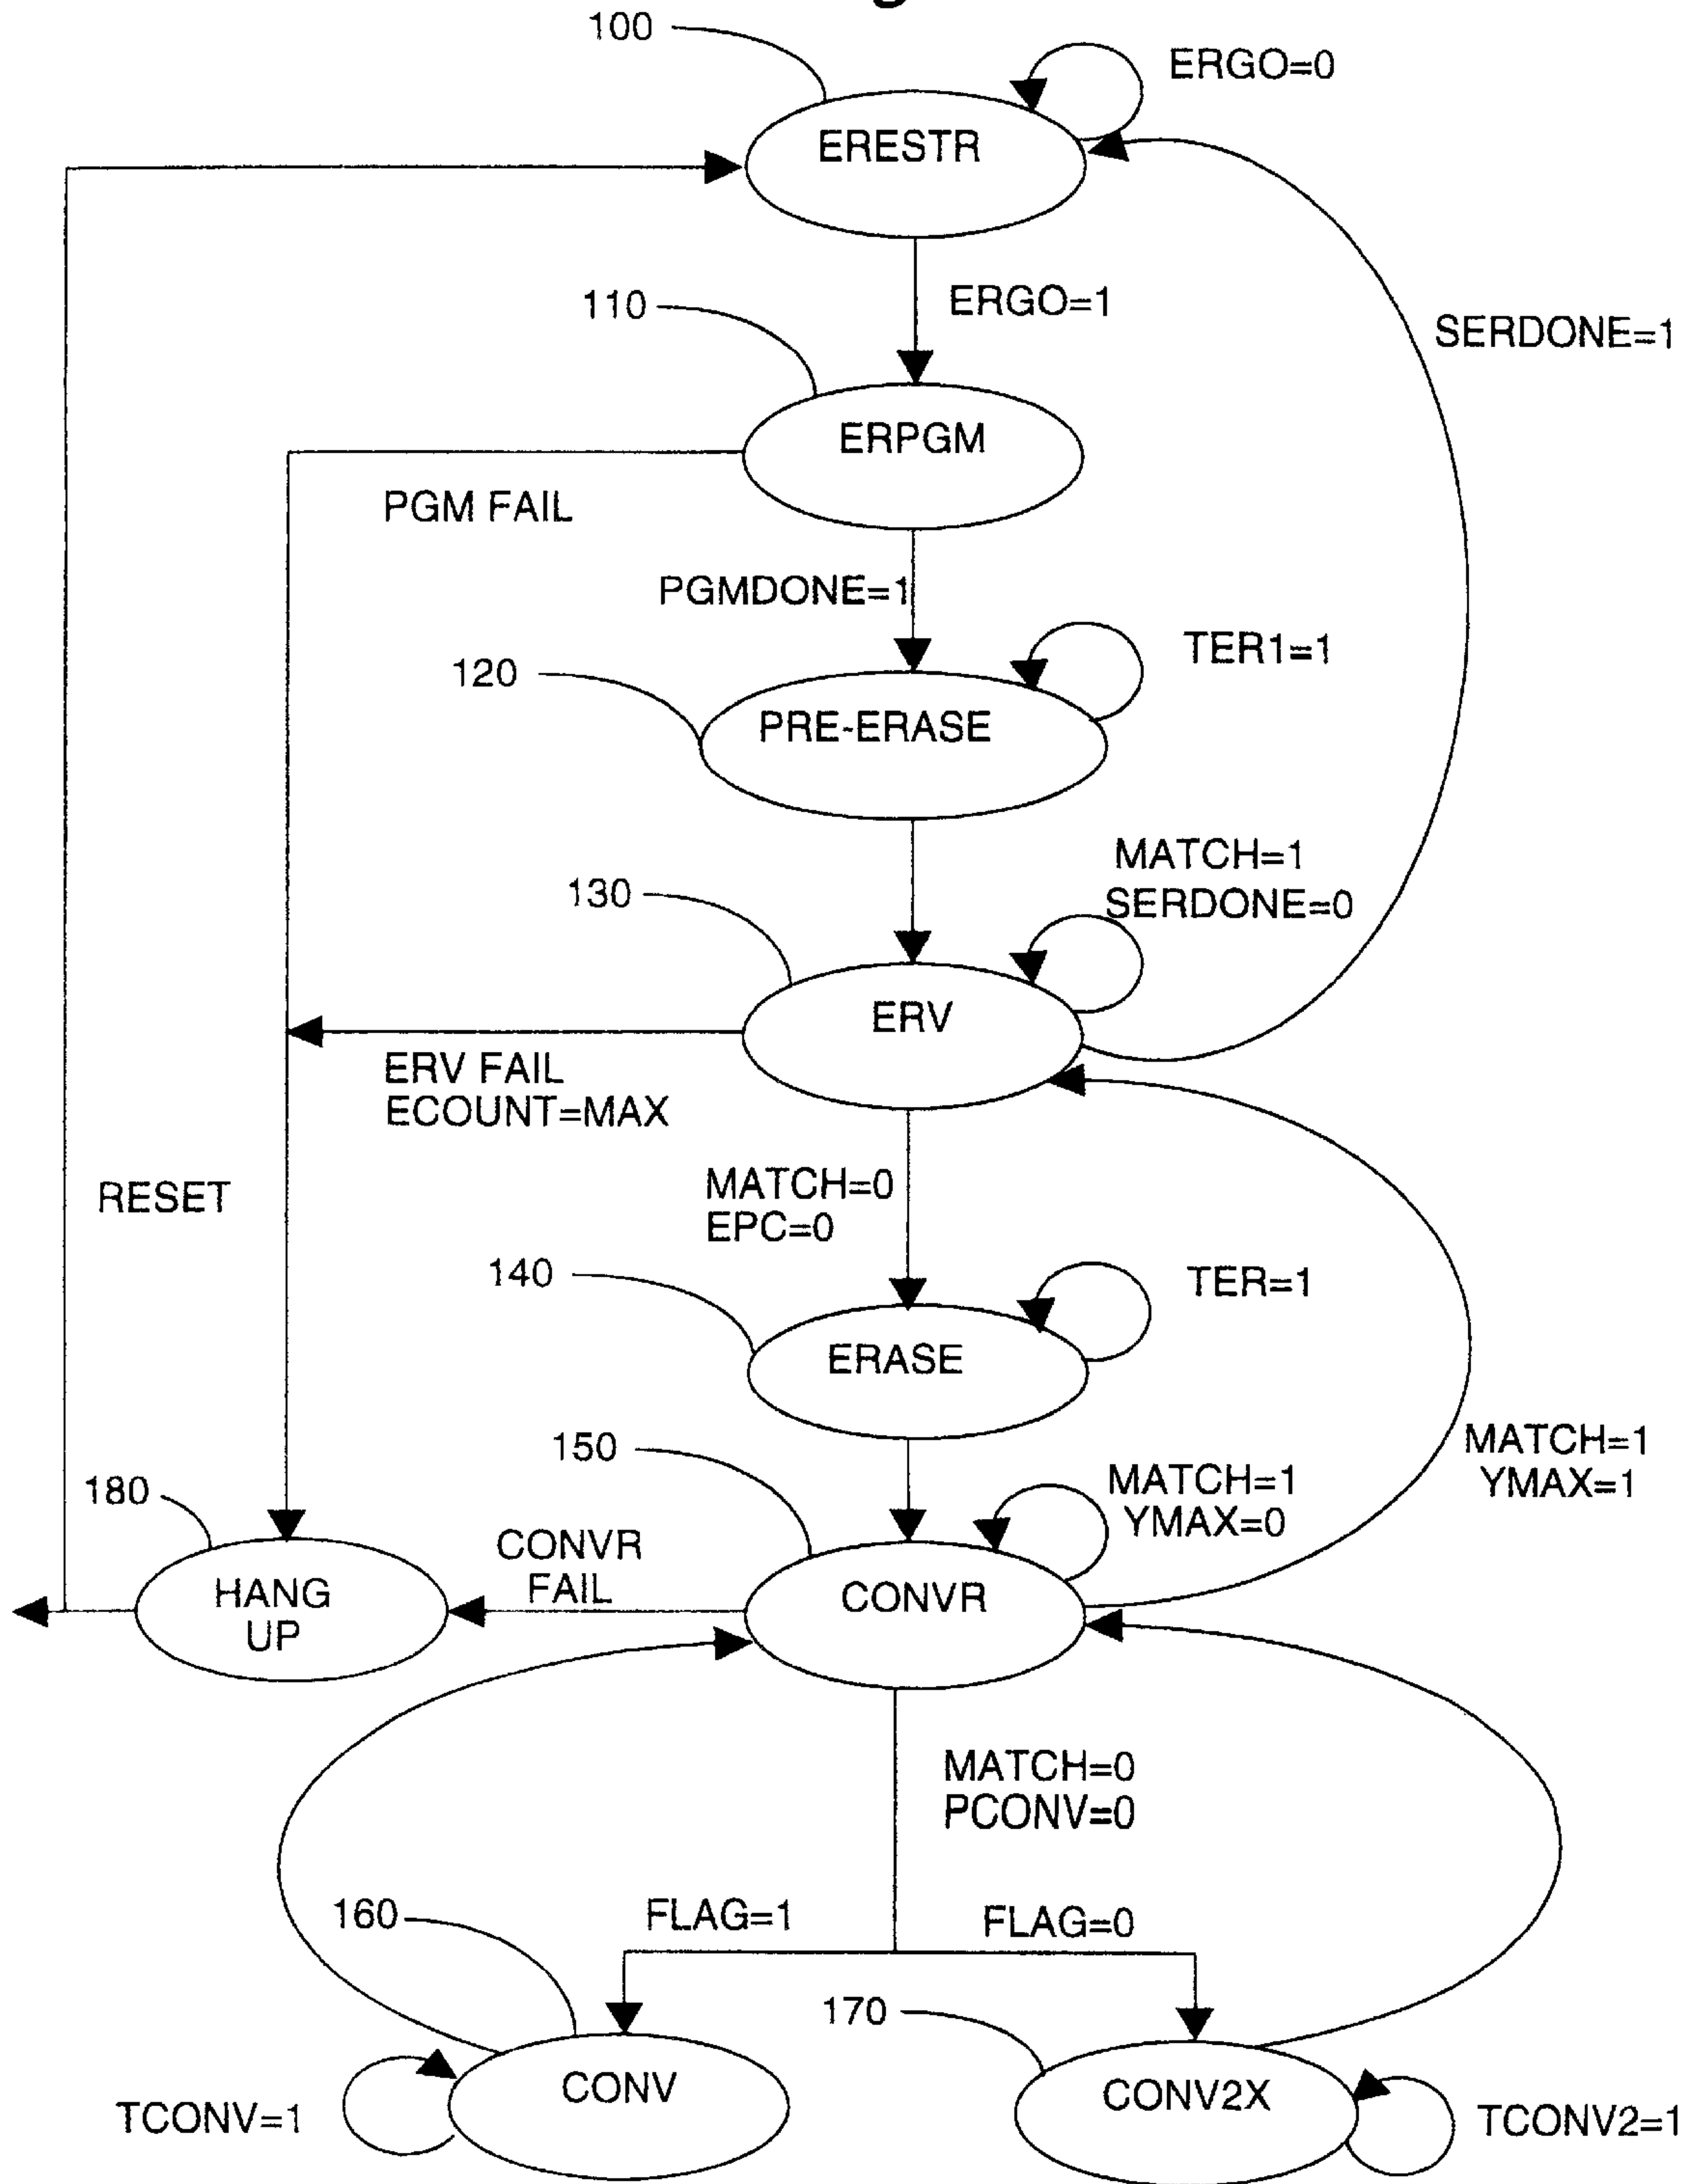 100
ERGO=0
ERESTR
ERGO=1
110
SERDONE=1
ERPGM
PGM FAIL
PGMDONE=1
TER1=1
120
PRE-ERASE
MATCH=1
SERDONE=0
130
ERV
ERV FAIL
ECOUNT=MAX
RESET
MATCH=0
EPC=0
140
TER=1
ERASE
150
MATCH=1
YMAX=1
MATCH=1
YMAX=0
180
CONVR
FAIL
HANG
UP
CONVR
MATCH=0
PCONV=0
160
FLAG=1
FLAG=0
170
CONV
CONV2X
TCONV=1
TCONV2=1